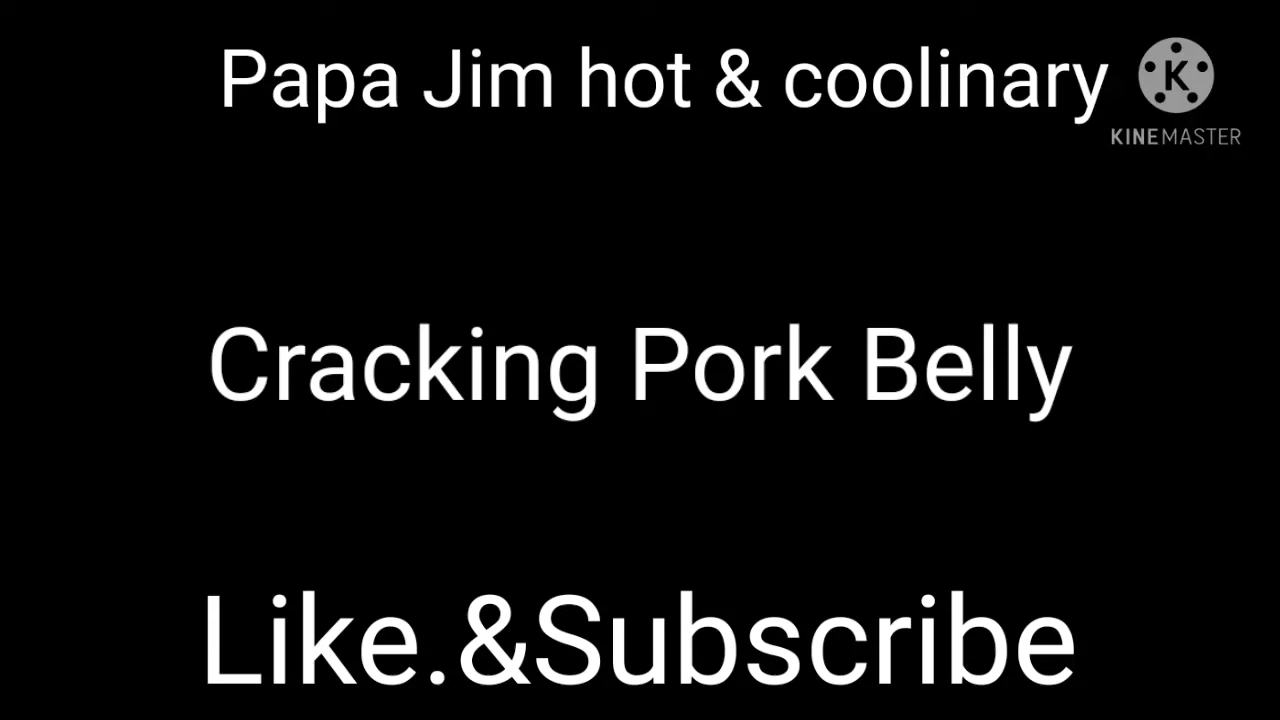 Papa Jim hot & coolinary
K
KINEMASTER
Cracking Pork Belly
Like.&Subscribe